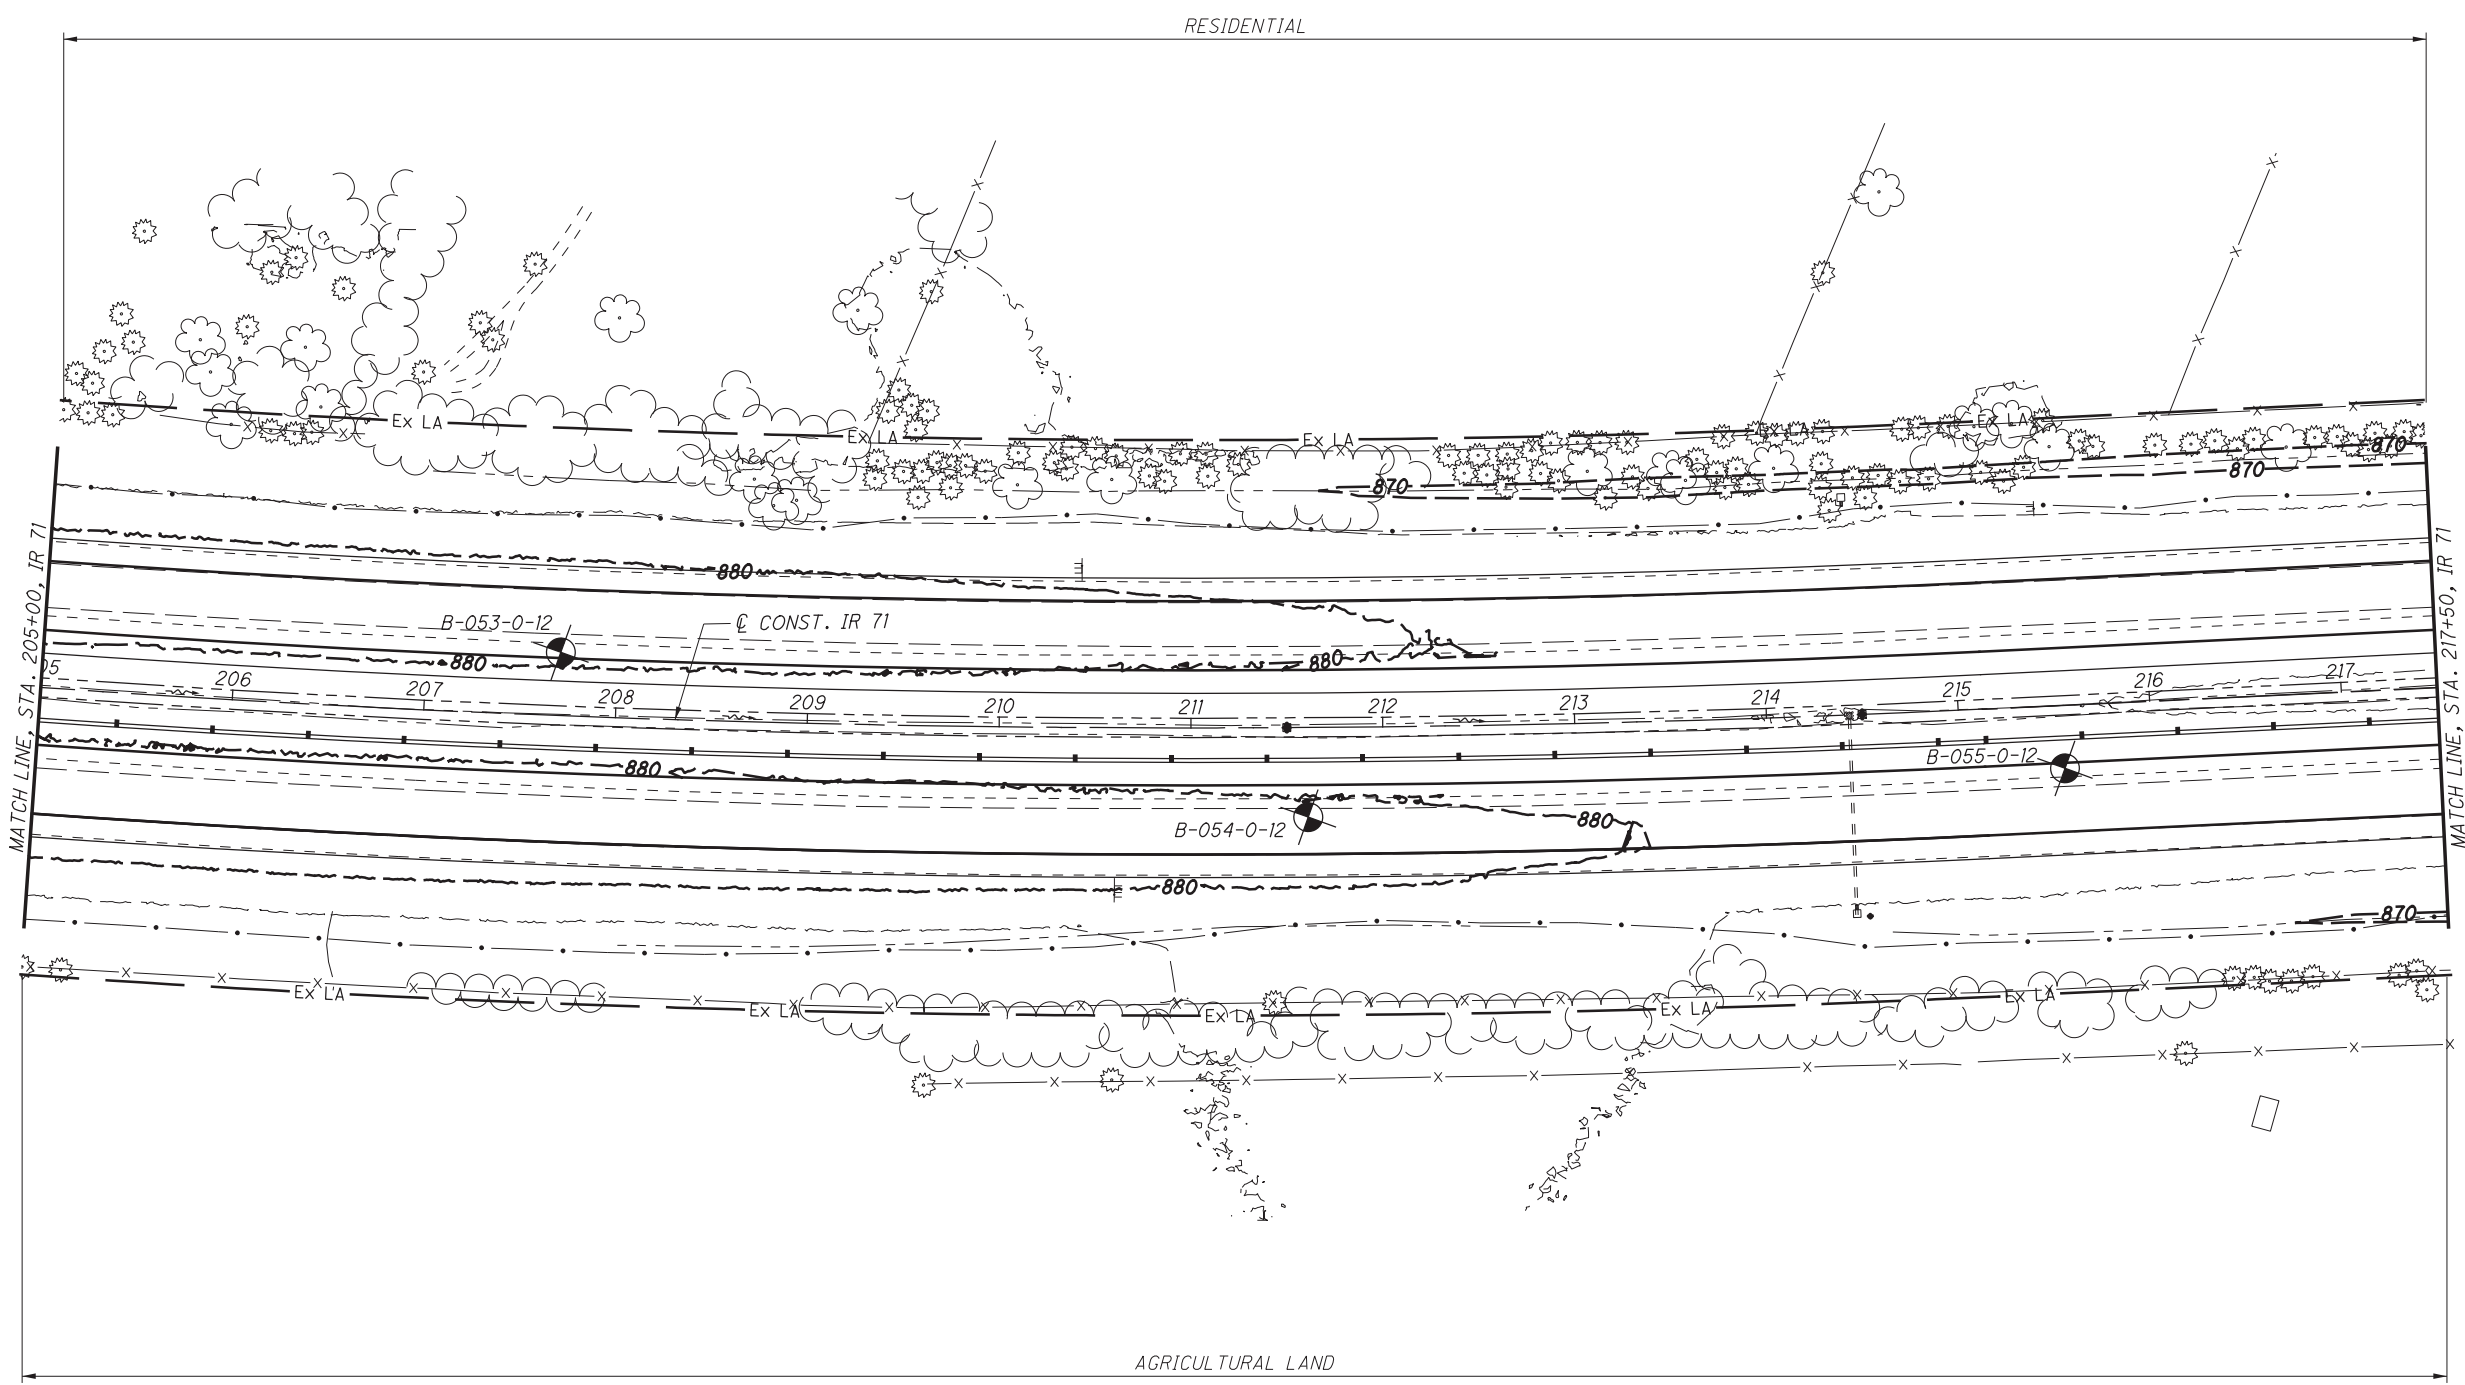 RESIDENTIAL
Ex LA
Ex LA
Ex LA
Ex LA
Ex LA
870
870
870
MATCH LINE, STA. 205+00, IR 71
MATCH LINE, STA. 217+50, IR 71
880
B-053-0-12
℄ CONST. IR 71
880
880
05
206
207
208
209
210
211
212
213
214
215
216
217
880
B-055-0-12
B-054-0-12
880
880
870
Ex LA
Ex LA
Ex LA
Ex LA
Ex LA
AGRICULTURAL LAND